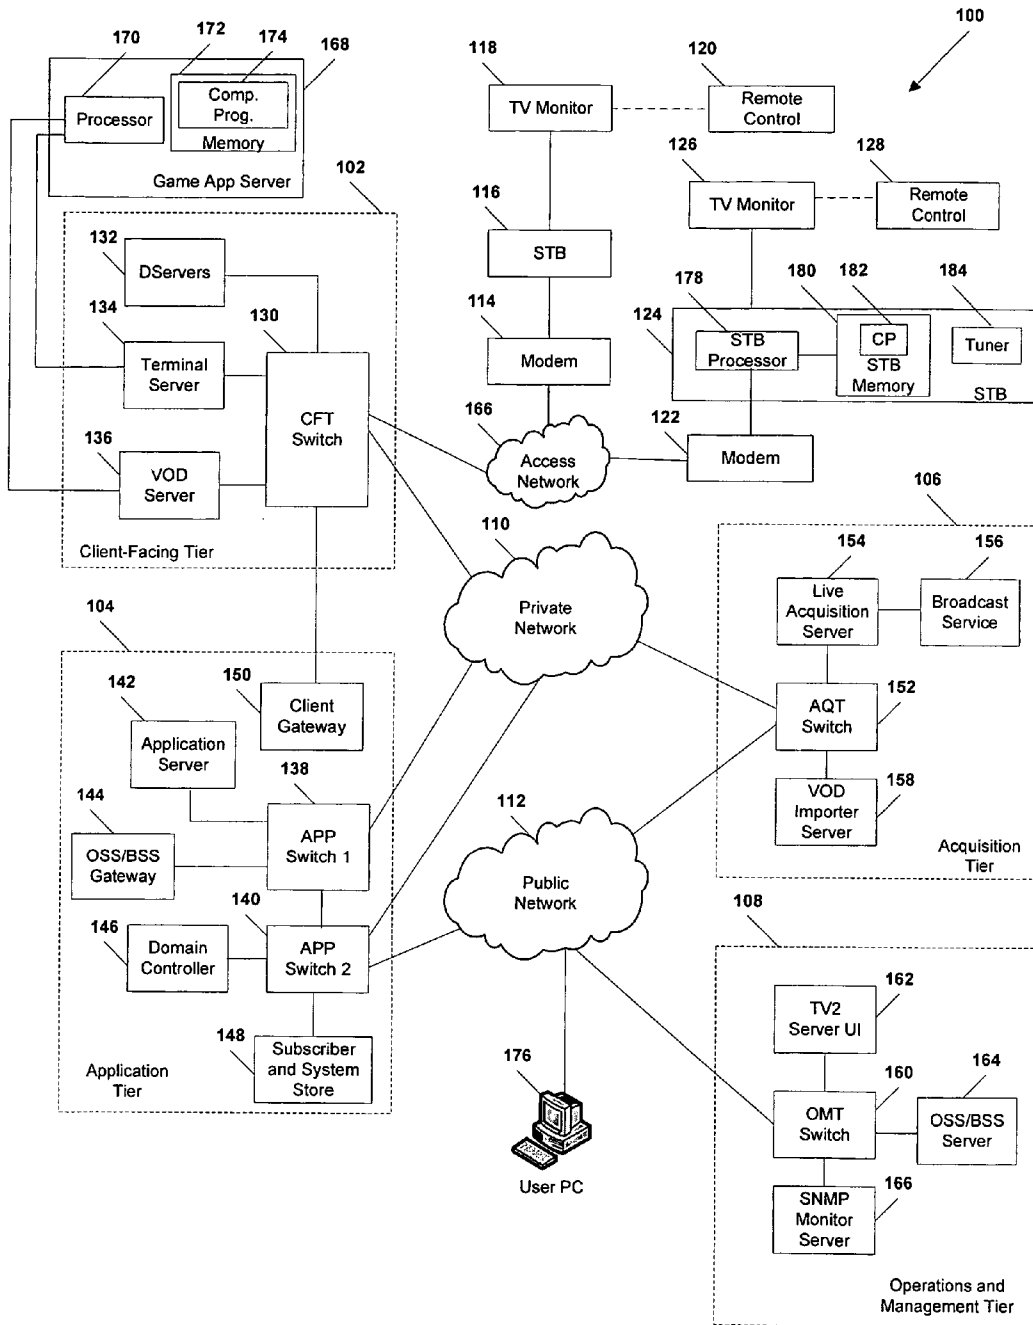 100
170
172
174
168
Processor
Comp.
Prog.
Memory
Game App Server
118
TV Monitor
120
Remote
Control
126
TV Monitor
128
Remote
Control
116
STB
114
Modem
166
Access
Network
122
Modem
124
178
STB
Processor
180
182
CP
STB
Memory
184
Tuner
STB
102
132
DServers
134
Terminal
Server
136
VOD
Server
130
CFT
Switch
Client-Facing Tier
110
Private
Network
106
154
Live
Acquisition
Server
156
Broadcast
Service
152
AQT
Switch
158
VOD
Importer
Server
Acquisition
Tier
104
150
Client
Gateway
142
Application
Server
138
APP
Switch 1
144
OSS/BSS
Gateway
140
APP
Switch 2
146
Domain
Controller
148
Subscriber
and System
Store
Application
Tier
112
Public
Network
176
User PC
108
162
TV2
Server UI
160
OMT
Switch
164
OSS/BSS
Server
166
SNMP
Monitor
Server
Operations and
Management Tier